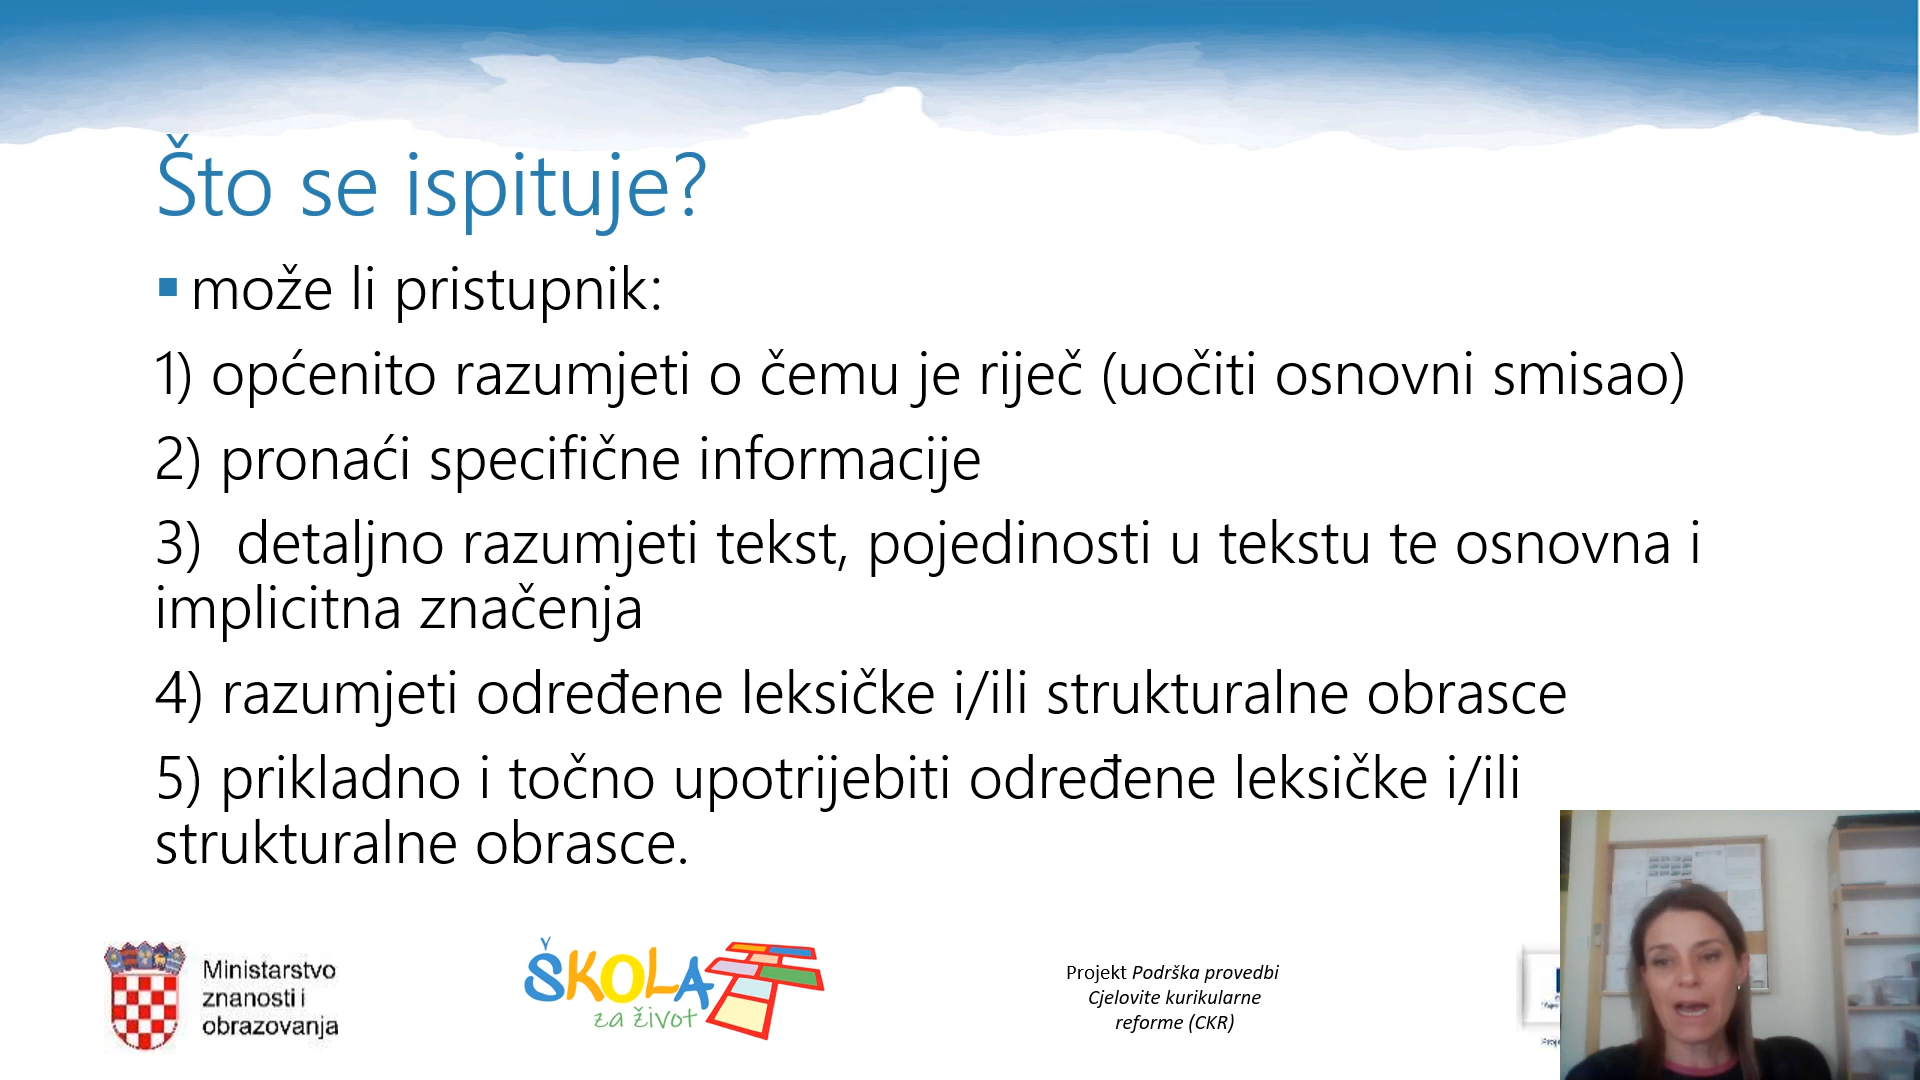 Što se ispituje?
▪ može li pristupnik:
1) općenito razumjeti o čemu je riječ (uočiti osnovni smisao)
2) pronaći specifične informacije
3)  detaljno razumjeti tekst, pojedinosti u tekstu te osnovna i
implicitna značenja
4) razumjeti određene leksičke i/ili strukturalne obrasce
5) prikladno i točno upotrijebiti određene leksičke i/ili
strukturalne obrasce.
Ministarstvo
znanosti i
obrazovanja
ŠKOLA
za život
Projekt Podrška provedbi
Cjelovite kurikularne
reforme (CKR)